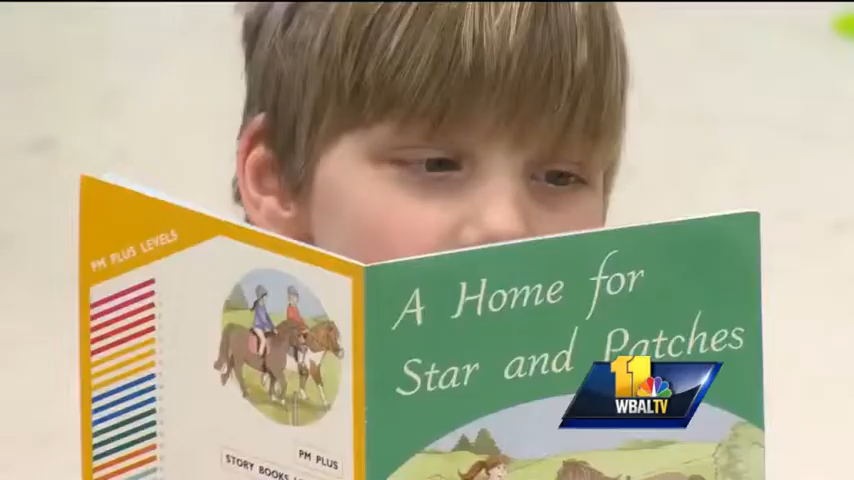 PM PLUS LEVELS
PM PLUS
STORY BOOKS
A Home for
Star and Patches
11
WBALTV